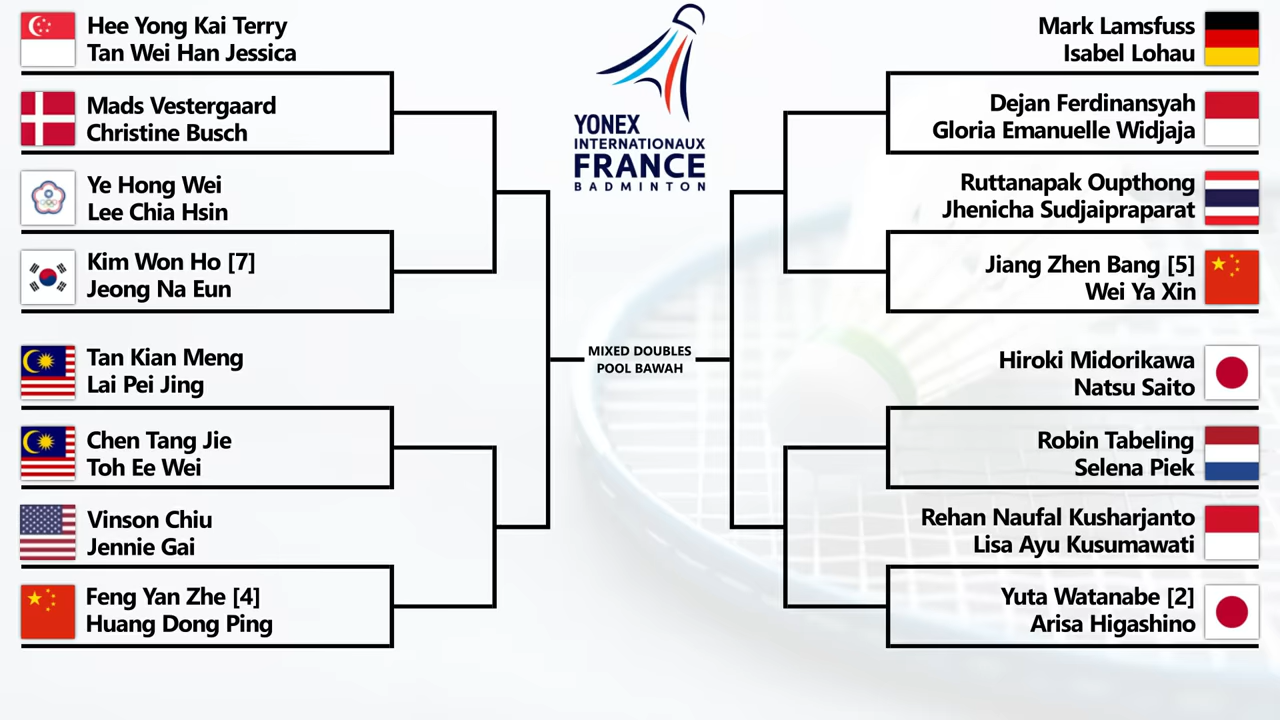 Hee Yong Kai Terry
Tan Wei Han Jessica
Mads Vestergaard
Christine Busch
Ye Hong Wei
Lee Chia Hsin
Kim Won Ho [7]
Jeong Na Eun
Tan Kian Meng
Lai Pei Jing
Chen Tang Jie
Toh Ee Wei
Vinson Chiu
Jennie Gai
Feng Yan Zhe [4]
Huang Dong Ping
YONEX
INTERNATIONAUX
FRANCE
BADMINTON
MIXED DOUBLES
POOL BAWAH
Mark Lamsfuss
Isabel Lohau
Dejan Ferdinansyah
Gloria Emanuelle Widjaja
Ruttanapak Oupthong
Jhenicha Sudjaipraparat
Jiang Zhen Bang [5]
Wei Ya Xin
Hiroki Midorikawa
Natsu Saito
Robin Tabeling
Selena Piek
Rehan Naufal Kusharjanto
Lisa Ayu Kusumawati
Yuta Watanabe [2]
Arisa Higashino